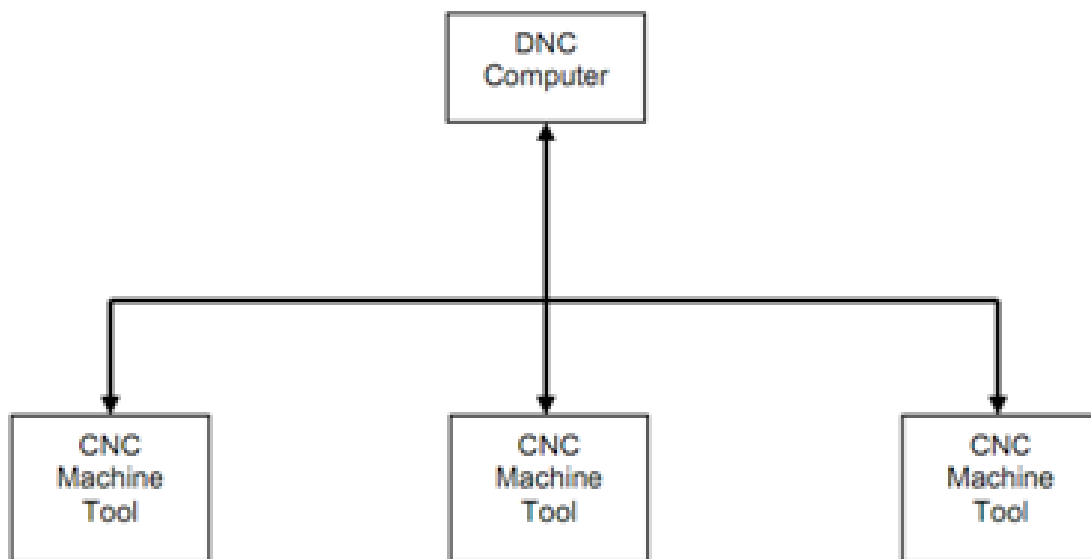 DNC
Computer
CNC
Machine
Tool
CNC
Machine
Tool
CNC
Machine
Tool